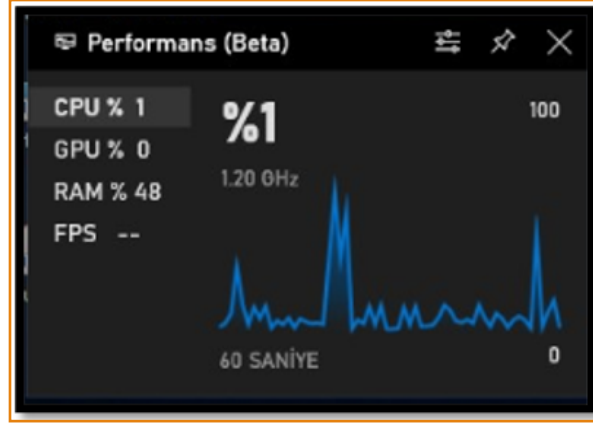 Performans (Beta)
CPU % 1
GPU % 0
RAM % 48
FPS --
%1
100
1.20 GHz
60 SANİYE
0